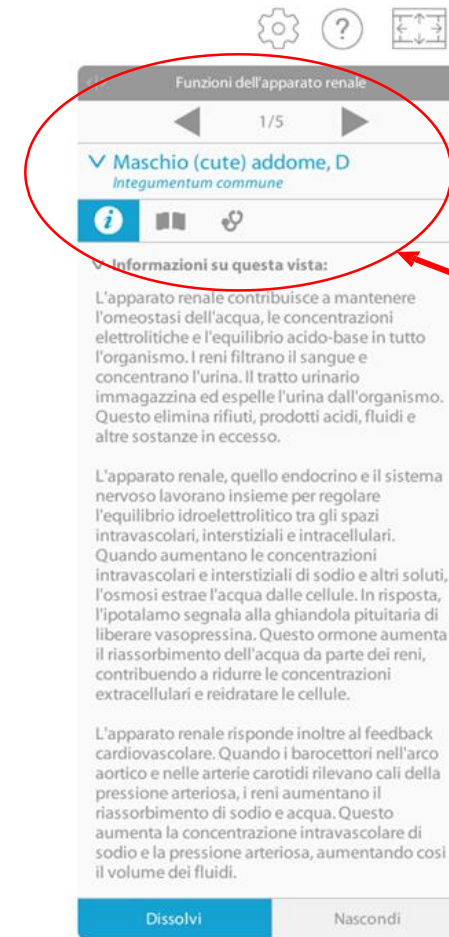 ?
Funzioni dell'apparato renale
1/5
Maschio (cute) addome, D
Integumentum commune
i
Informazioni su questa vista:
L'apparato renale contribuisce a mantenere
l'omeostasi dell'acqua, le concentrazioni
elettrolitiche e l'equilibrio acido-base in tutto
l'organismo. I reni filtrano il sangue e
concentrano l'urina. Il tratto urinario
immagazzina ed espelle l'urina dall'organismo.
Questo elimina rifiuti, prodotti acidi, fluidi e
altre sostanze in eccesso.
L'apparato renale, quello endocrino e il sistema
nervoso lavorano insieme per regolare
l'equilibrio idroelettrolitico tra gli spazi
intravascolari, interstiziali e intracellulari.
Quando aumentano le concentrazioni
intravascolari e interstiziali di sodio e altri soluti,
l'osmosi estrae l'acqua dalle cellule. In risposta,
l'ipotalamo segnala alla ghiandola pituitaria di
liberare vasopressina. Questo ormone aumenta
il riassorbimento dell'acqua da parte dei reni,
contribuendo a ridurre le concentrazioni
extracellulari e reidratare le cellule.
L'apparato renale risponde inoltre al feedback
cardiovascolare. Quando i barocettori nell'arco
aortico e nelle arterie carotidi rilevano cali della
pressione arteriosa, i reni aumentano il
riassorbimento di sodio e acqua. Questo
aumenta la concentrazione intravascolare di
sodio e la pressione arteriosa, aumentando così
il volume dei fluidi.
Dissolvi
Nascondi